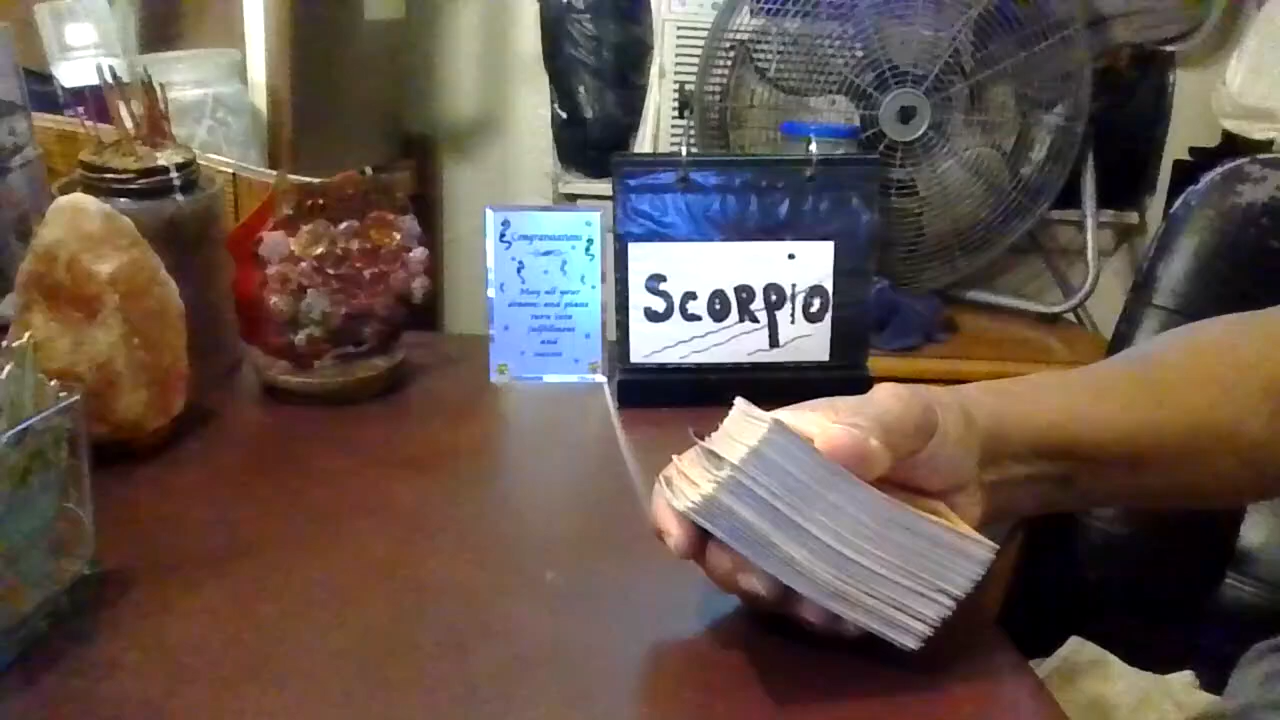 Congratulations
May all your
dreams and plans
turn into
fulfillment
and
success
Scorpio